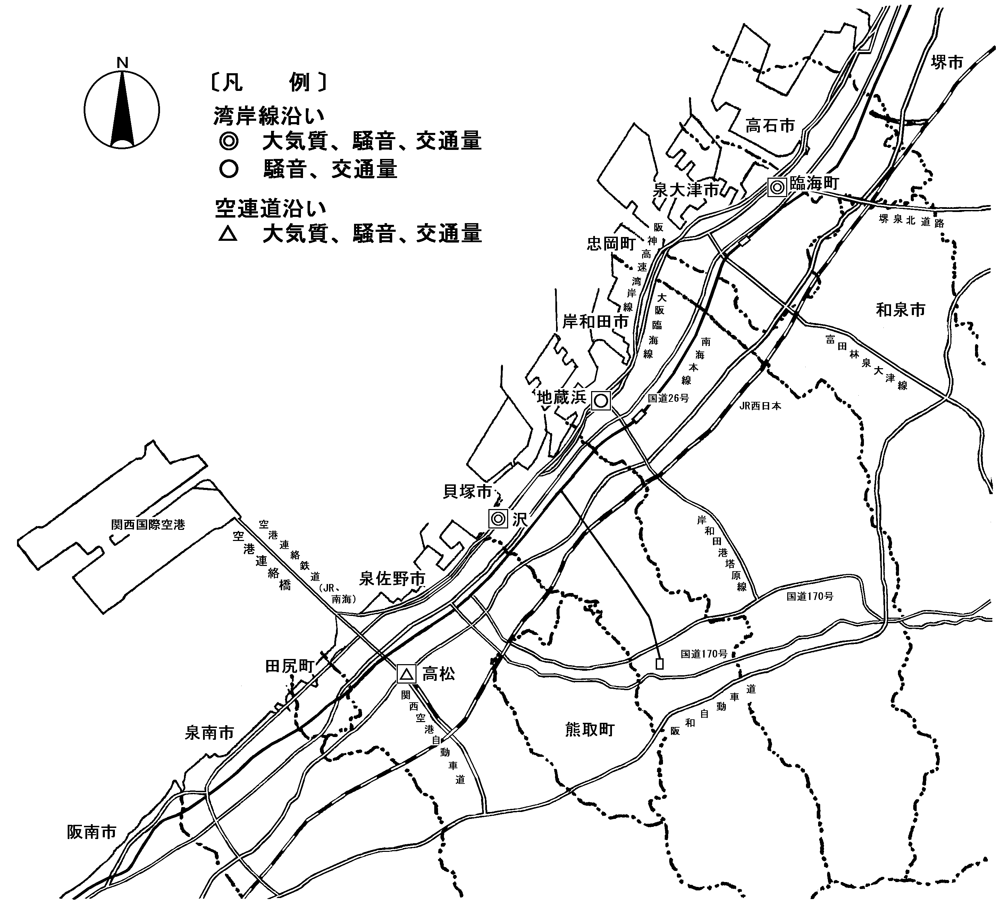 N
〔凡　例〕
湾岸線沿い
◎　大気質、騒音、交通量
○　騒音、交通量
空連道沿い
△　大気質、騒音、交通量
堺市
高石市
臨海町
泉大津市
堺泉北道路
忠岡町
阪神高速湾岸線
大阪臨海線
和泉市
岸和田市
南海本線
富田林泉大津線
地蔵浜
国道26号
JR西日本
貝塚市
沢
関西国際空港
空港連絡鉄道(JR、
南海)
空港連絡橋
岸和田港塔原線
泉佐野市
国道170号
国道170号
田尻町
高松
関西空港自動車道
阪和自動車道
熊取町
泉南市
阪南市